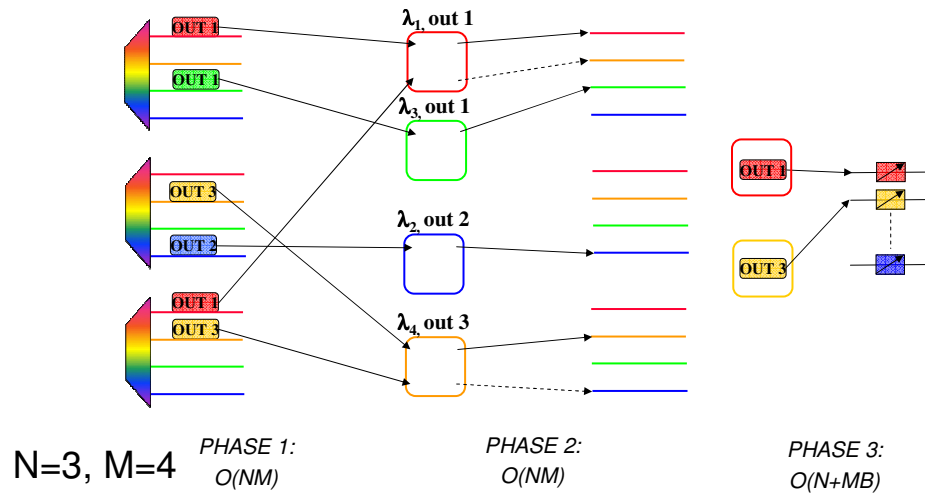 OUT 1
OUT 1
OUT 3
OUT 2
OUT 1
OUT 3
λ1, out 1
λ3, out 1
λ2, out 2
λ4, out 3
OUT 1
OUT 3
N=3, M=4
PHASE 1:
O(NM)
PHASE 2:
O(NM)
PHASE 3:
O(N+MB)